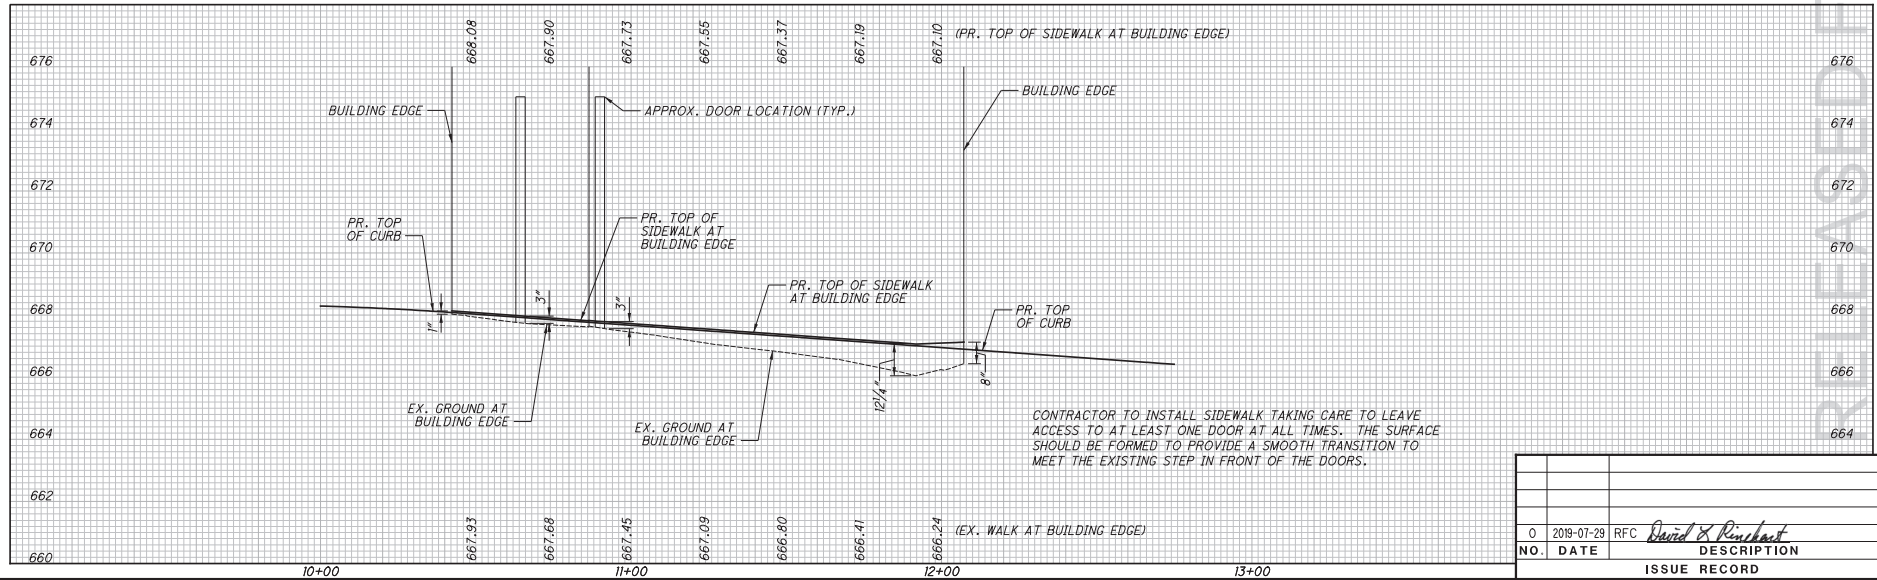 668.08 667.90 667.73 667.55 667.37 667.19 667.10 (PR. TOP OF SIDEWALK AT BUILDING EDGE)
676 676
BUILDING EDGE
BUILDING EDGE
APPROX. DOOR LOCATION (TYP.)
674 674
672 672
PR. TOP
OF CURB
PR. TOP OF
SIDEWALK AT
BUILDING EDGE
670 670
PR. TOP OF SIDEWALK
AT BUILDING EDGE
668 668
1" 3" 3"
PR. TOP
OF CURB
666 666
12¼" 8"
EX. GROUND AT
BUILDING EDGE
EX. GROUND AT
BUILDING EDGE
664 664
CONTRACTOR TO INSTALL SIDEWALK TAKING CARE TO LEAVE
ACCESS TO AT LEAST ONE DOOR AT ALL TIMES. THE SURFACE
SHOULD BE FORMED TO PROVIDE A SMOOTH TRANSITION TO
MEET THE EXISTING STEP IN FRONT OF THE DOORS.
662
667.93 667.68 667.45 667.09 666.80 666.41 666.24 (EX. WALK AT BUILDING EDGE)
660
10+00 11+00 12+00 13+00
RELEASED F
0 2019-07-29 RFC David L Rinehart
NO. DATE DESCRIPTION
ISSUE RECORD